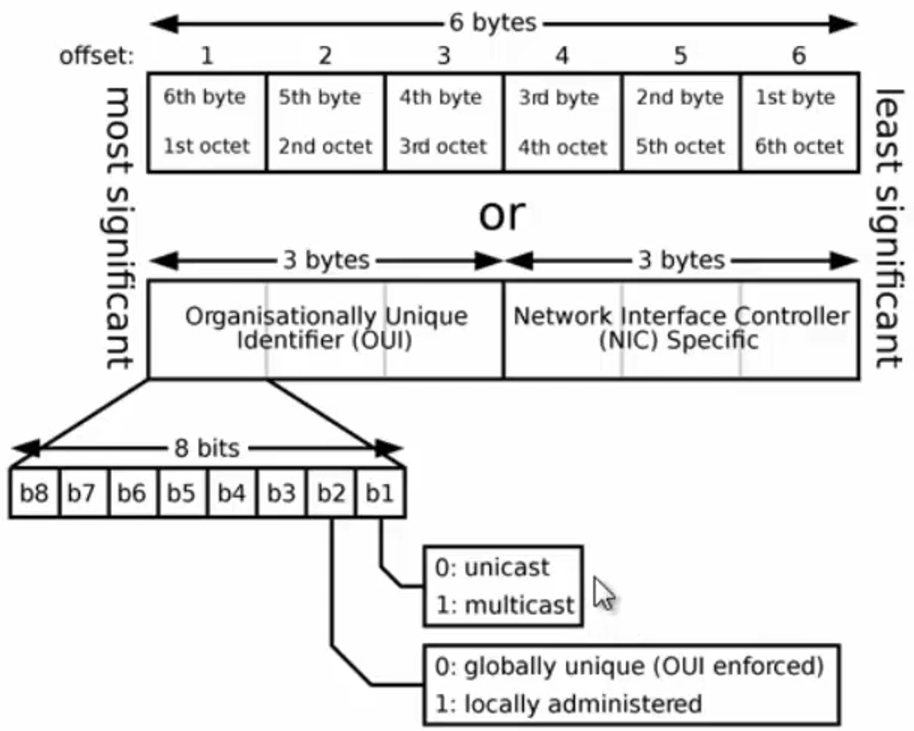 6 bytes
offset: 1 2 3 4 5 6
6th byte 5th byte 4th byte 3rd byte 2nd byte 1st byte
1st octet 2nd octet 3rd octet 4th octet 5th octet 6th octet
most significant
least significant
or
3 bytes 3 bytes
Organisationally Unique
Identifier (OUI)
Network Interface Controller
(NIC) Specific
8 bits
b8 b7 b6 b5 b4 b3 b2 b1
0: unicast
1: multicast
0: globally unique (OUI enforced)
1: locally administered